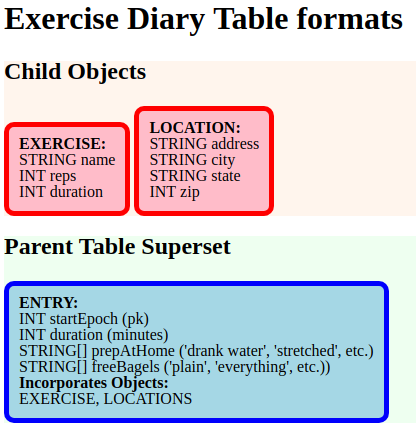 Exercise Diary Table formats
Child Objects
EXERCISE:
STRING name
INT reps
INT duration
LOCATION:
STRING address
STRING city
STRING state
INT zip
Parent Table Superset
ENTRY:
INT startEpoch (pk)
INT duration (minutes)
STRING[] prepAtHome ('drank water', 'stretched', etc.)
STRING[] freeBagels ('plain', 'everything', etc.))
Incorporates Objects:
EXERCISE, LOCATIONS